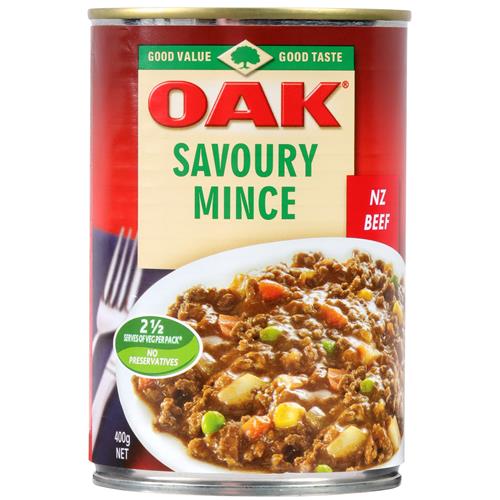 GOOD VALUE GOOD TASTE
OAK®
SAVOURY
MINCE
NZ
BEEF
2½
SERVES OF VEG PER PACK*
NO
PRESERVATIVES
400g
NET